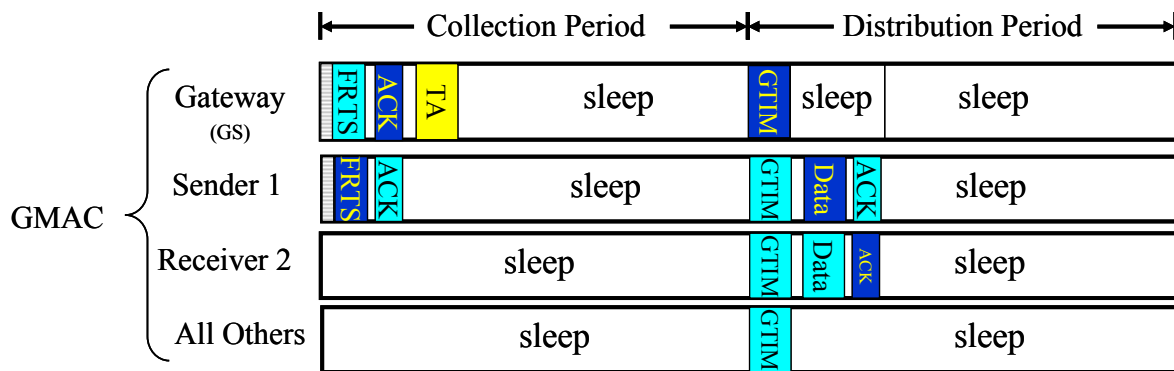 Collection Period Distribution Period
Gateway FRTS ACK TA sleep GTIM sleep sleep
(GS)
Sender 1 FRTS ACK sleep GTIM Data ACK sleep
GMAC
Receiver 2 sleep GTIM Data ACK sleep
All Others sleep GTIM sleep